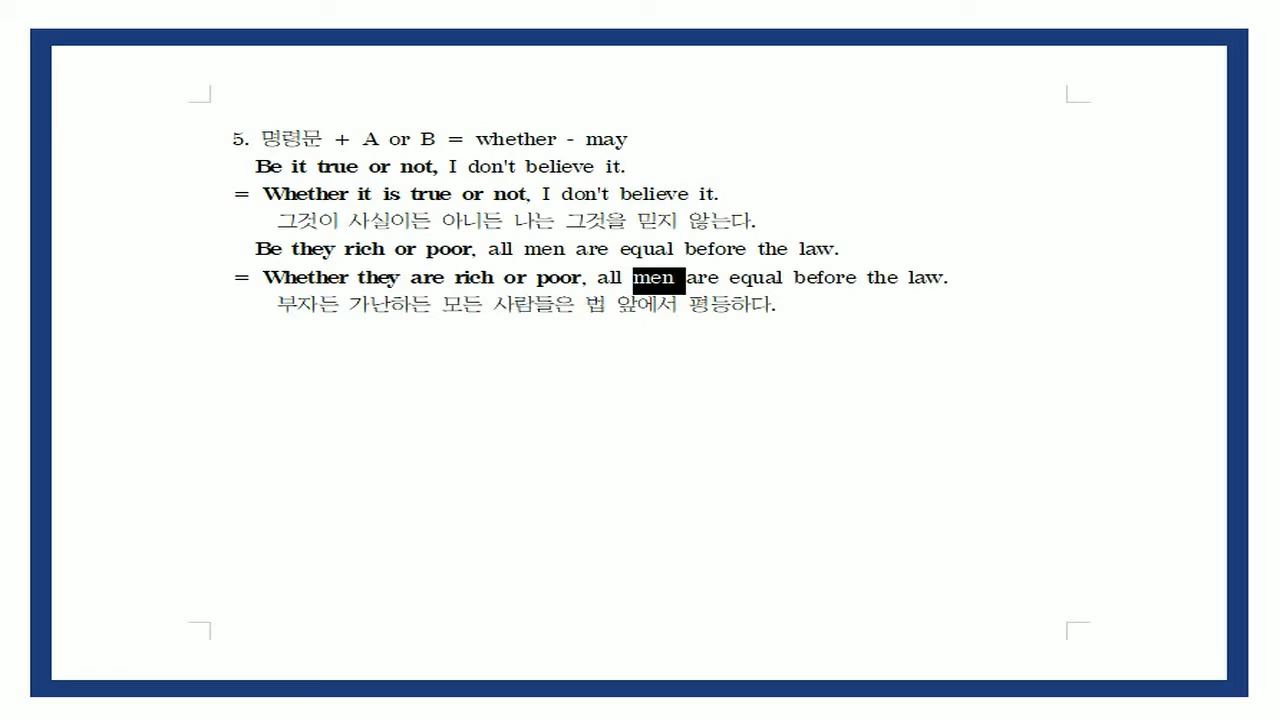 5. 명령문 + A or B = whether - may
Be it true or not, I don't believe it.
= Whether it is true or not, I don't believe it.
그것이 사실이든 아니든 나는 그것을 믿지 않는다.
Be they rich or poor, all men are equal before the law.
= Whether they are rich or poor, all men are equal before the law.
부자든 가난하든 모든 사람들은 법 앞에서 평등하다.